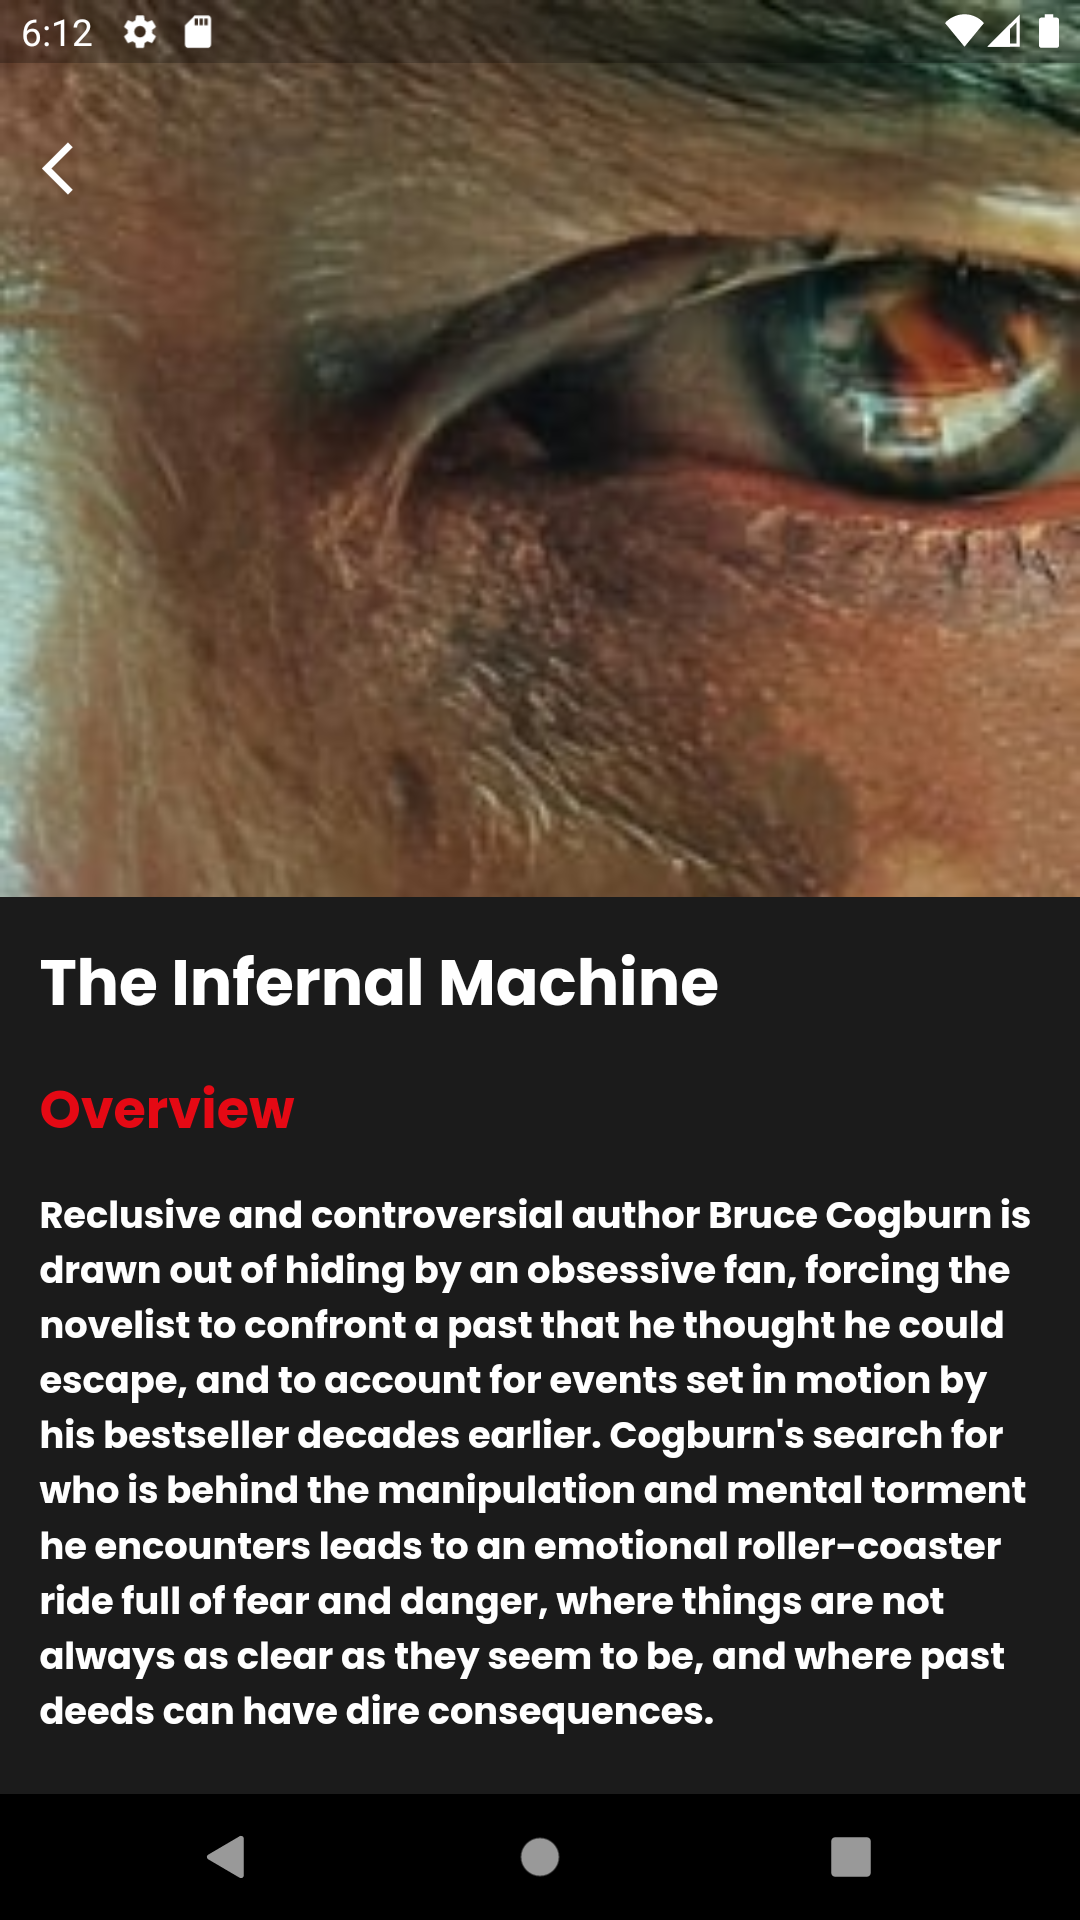 6:12
The Infernal Machine
Overview
Reclusive and controversial author Bruce Cogburn is
drawn out of hiding by an obsessive fan, forcing the
novelist to confront a past that he thought he could
escape, and to account for events set in motion by
his bestseller decades earlier. Cogburn's search for
who is behind the manipulation and mental torment
he encounters leads to an emotional roller-coaster
ride full of fear and danger, where things are not
always as clear as they seem to be, and where past
deeds can have dire consequences.